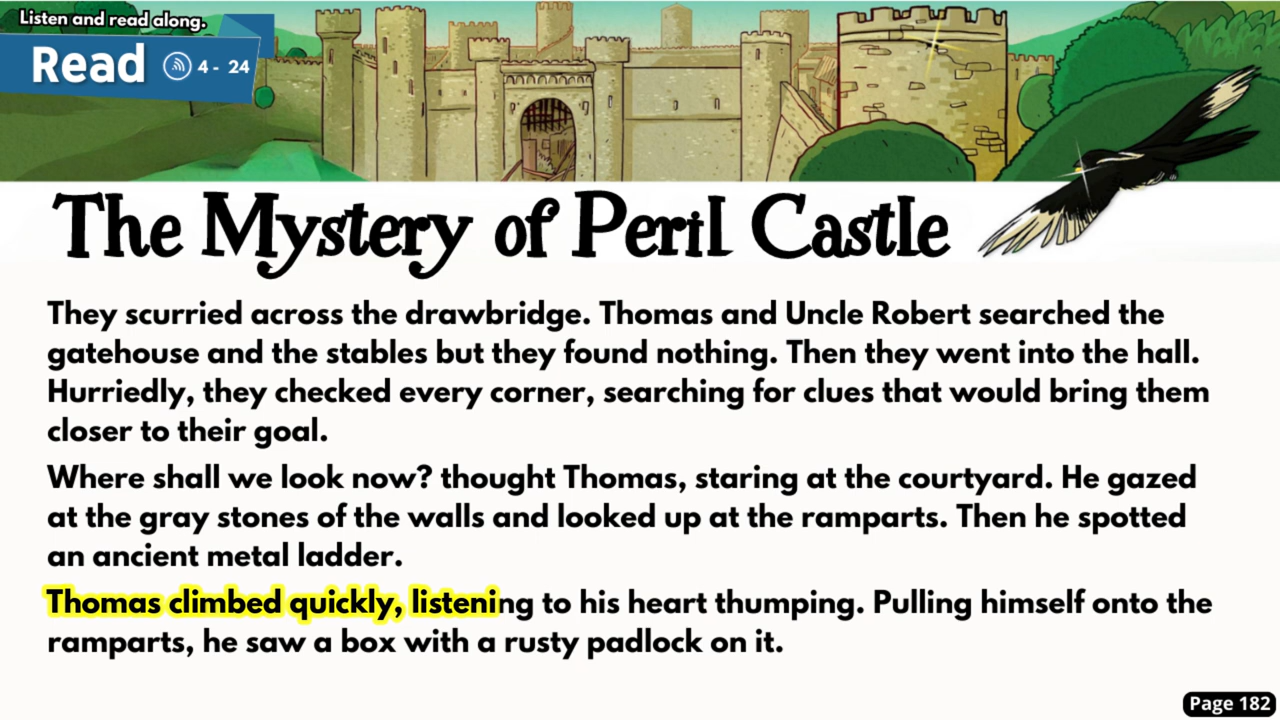 Listen and read along.
Read 4 - 24
The Mystery of Peril Castle
They scurried across the drawbridge. Thomas and Uncle Robert searched the
gatehouse and the stables but they found nothing. Then they went into the hall.
Hurriedly, they checked every corner, searching for clues that would bring them
closer to their goal.
Where shall we look now? thought Thomas, staring at the courtyard. He gazed
at the gray stones of the walls and looked up at the ramparts. Then he spotted
an ancient metal ladder.
Thomas climbed quickly, listening to his heart thumping. Pulling himself onto the
ramparts, he saw a box with a rusty padlock on it.
Page 182